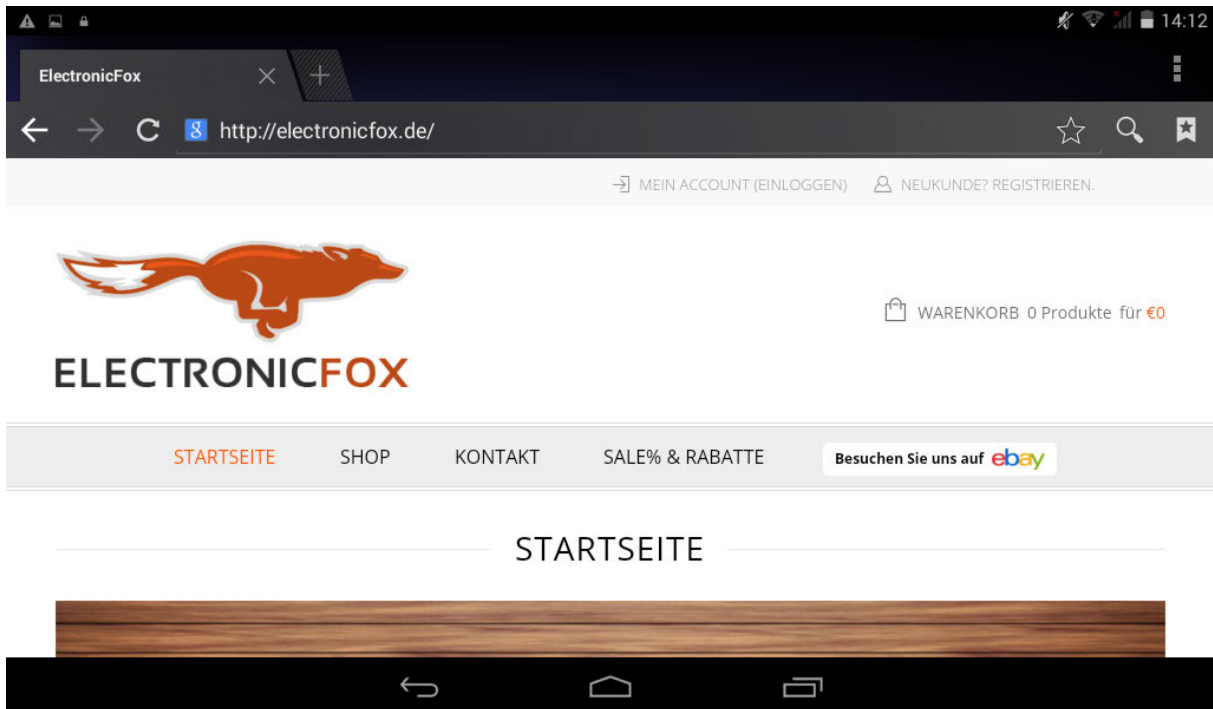 14:12
ElectronicFox
http://electronicfox.de/
MEIN ACCOUNT (EINLOGGEN) NEUKUNDE? REGISTRIEREN.
WARENKORB 0 Produkte für €0
ELECTRONICFOX
STARTSEITE SHOP KONTAKT SALE% & RABATTE Besuchen Sie uns auf ebay
STARTSEITE